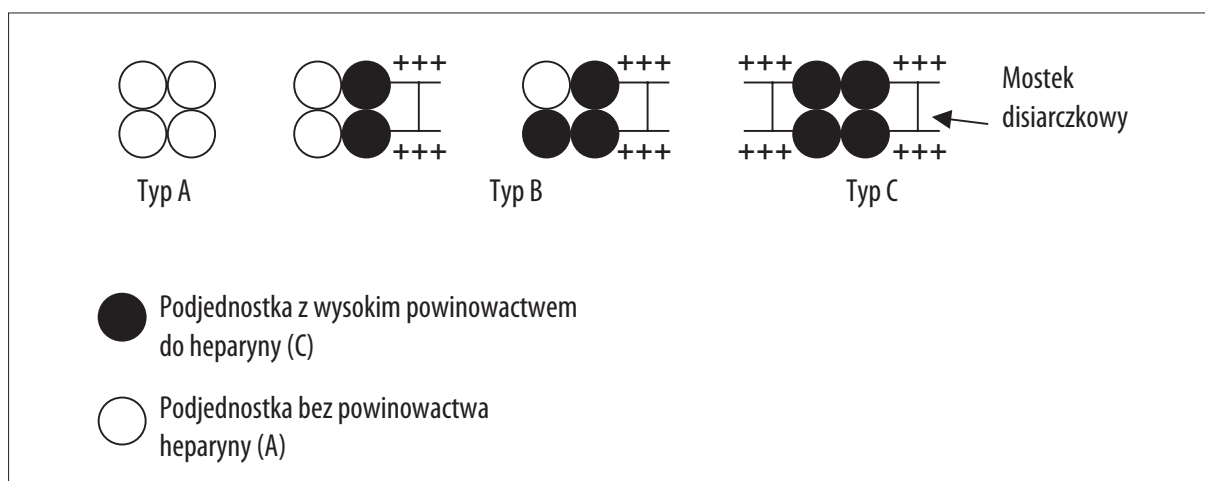 +++ +++ +++ +++
Mostek
disiarczkowy
+++ +++ +++ +++
Typ A Typ B Typ C
Podjednostka z wysokim powinowactwem
do heparyny (C)
Podjednostka bez powinowactwa
heparyny (A)